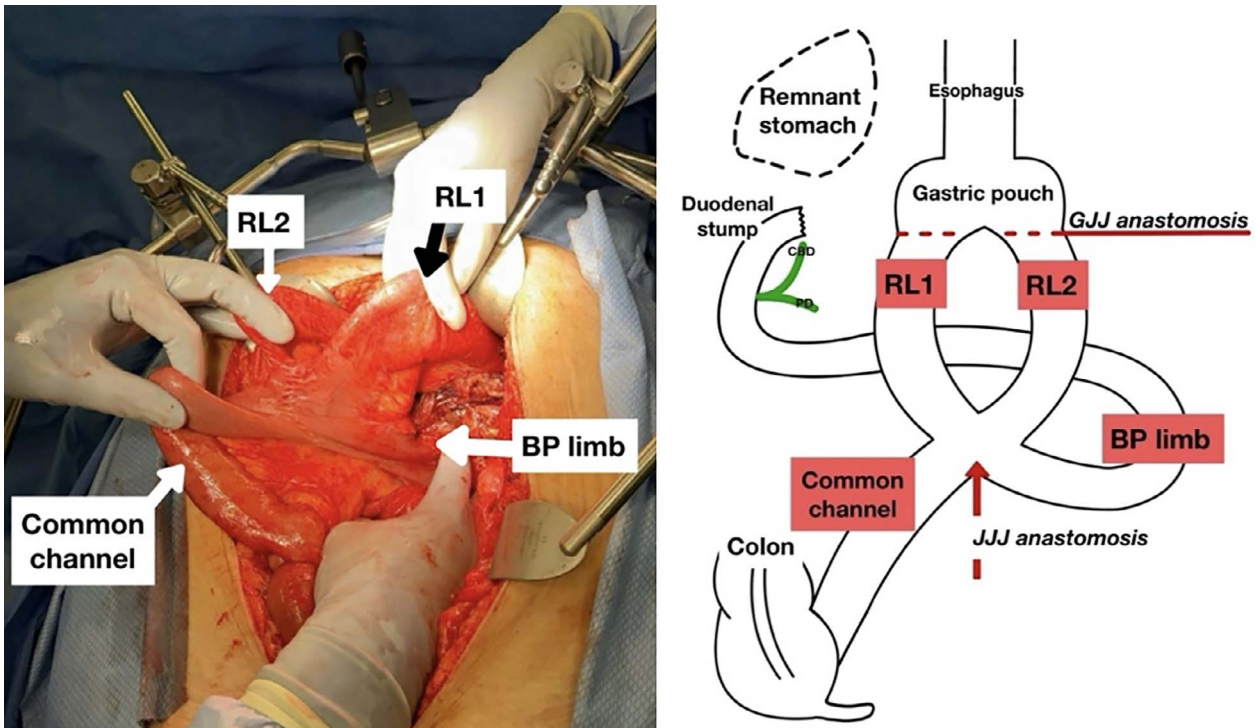 RL1
RL2
BP limb
Common
channel
Remnant
stomach
Esophagus
Duodenal
stump
Gastric pouch
GJJ anastomosis
CBD
PD
RL1
RL2
BP limb
Common
channel
JJJ anastomosis
Colon